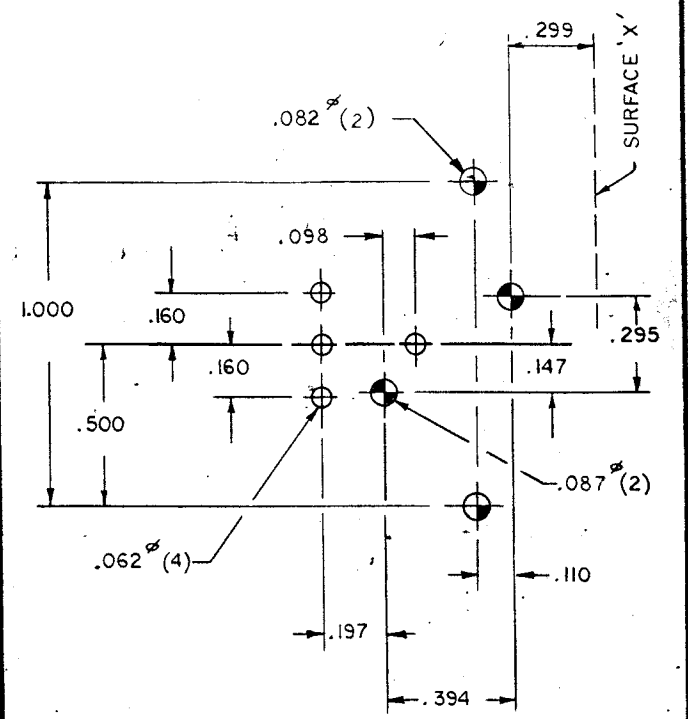 .299
SURFACE 'X'
.082 ø (2)
.098
1.000
.160
.295
.160
.147
.500
.087 ø (2)
.062 ø (4)
.110
.197
.394